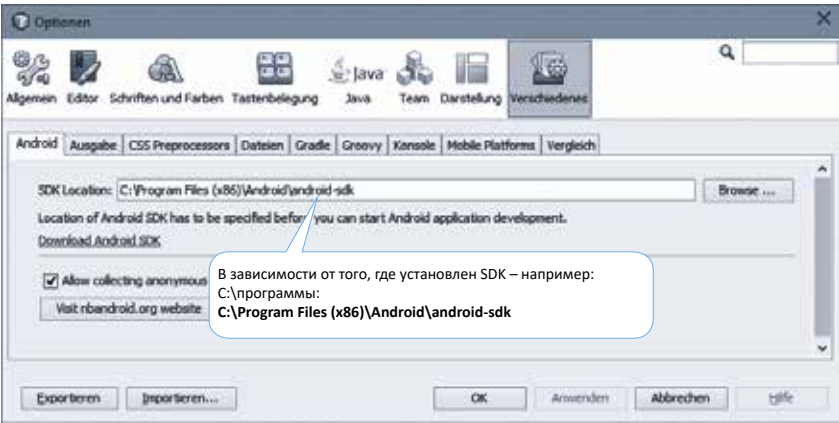 Optionen
Allgemein Editor Schriften und Farben Tastenbelegung Java Team Darstellung Verschiedenes
Android Ausgabe CSS Preprocessors Dateien Gradle Groovy Konsole Mobile Platforms Vergleich
SDK Location: C:\Program Files (x86)\Android\android-sdk Browse ...
Location of Android SDK has to be specified before you can start Android application development.
Download Android SDK
Allow collecting anonymous
Visit nbandroid.org website
В зависимости от того, где установлен SDK – например:
C:\программы:
C:\Program Files (x86)\Android\android-sdk
Exportieren Importieren... OK Anwenden Abbrechen Hilfe